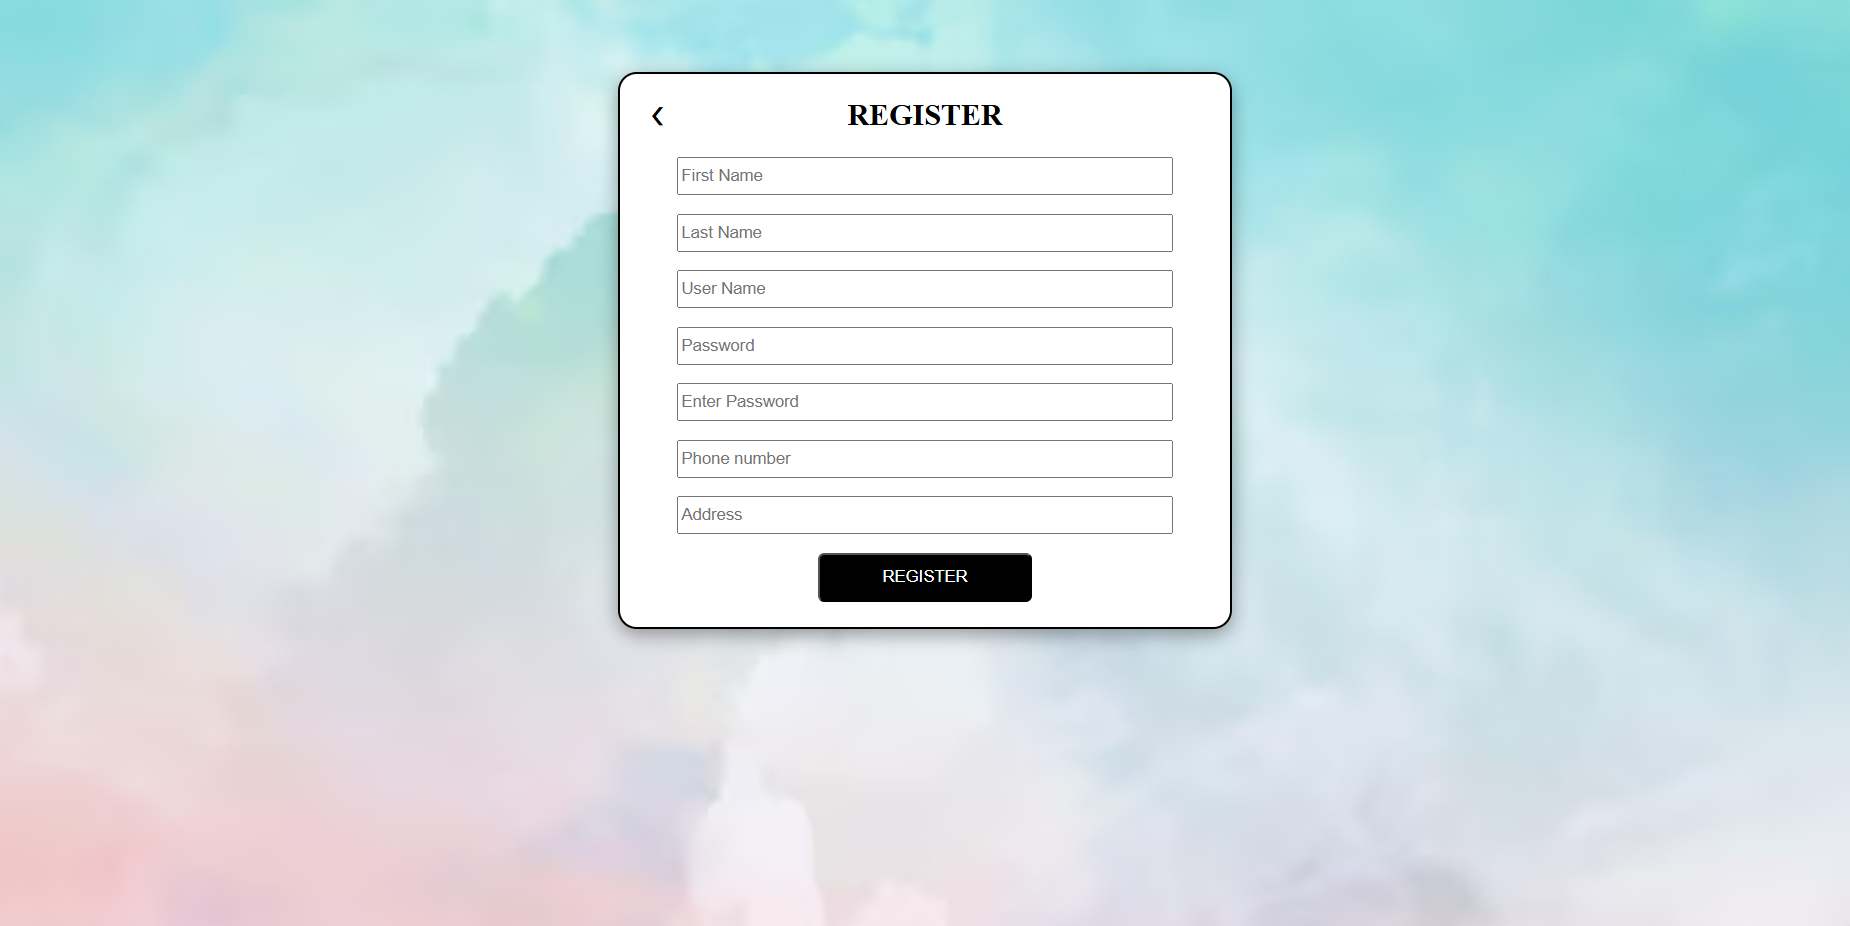 ‹ REGISTER
First Name
Last Name
User Name
Password
Enter Password
Phone number
Address
REGISTER